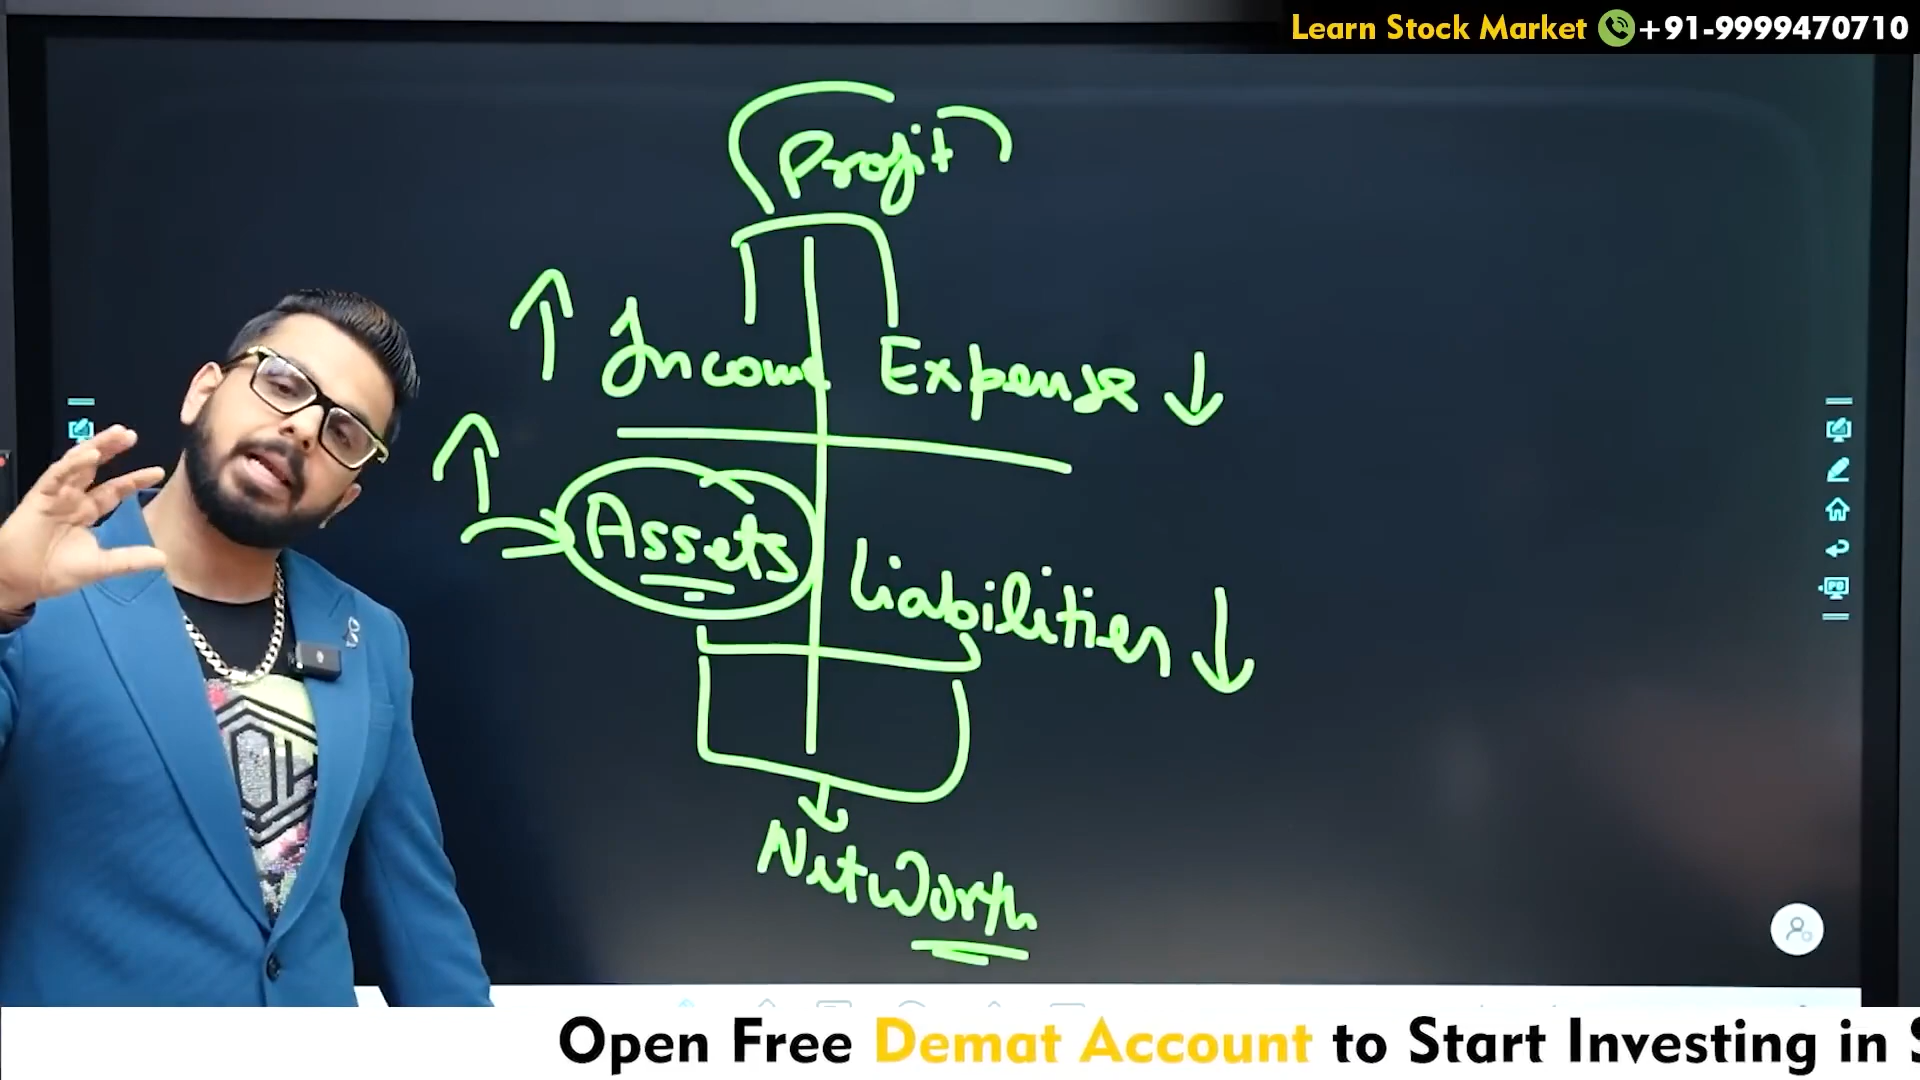 Learn Stock Market +91-9999470710
Profit
Income Expense
Assets
Liabilities
NetWorth
Open Free Demat Account to Start Investing in S